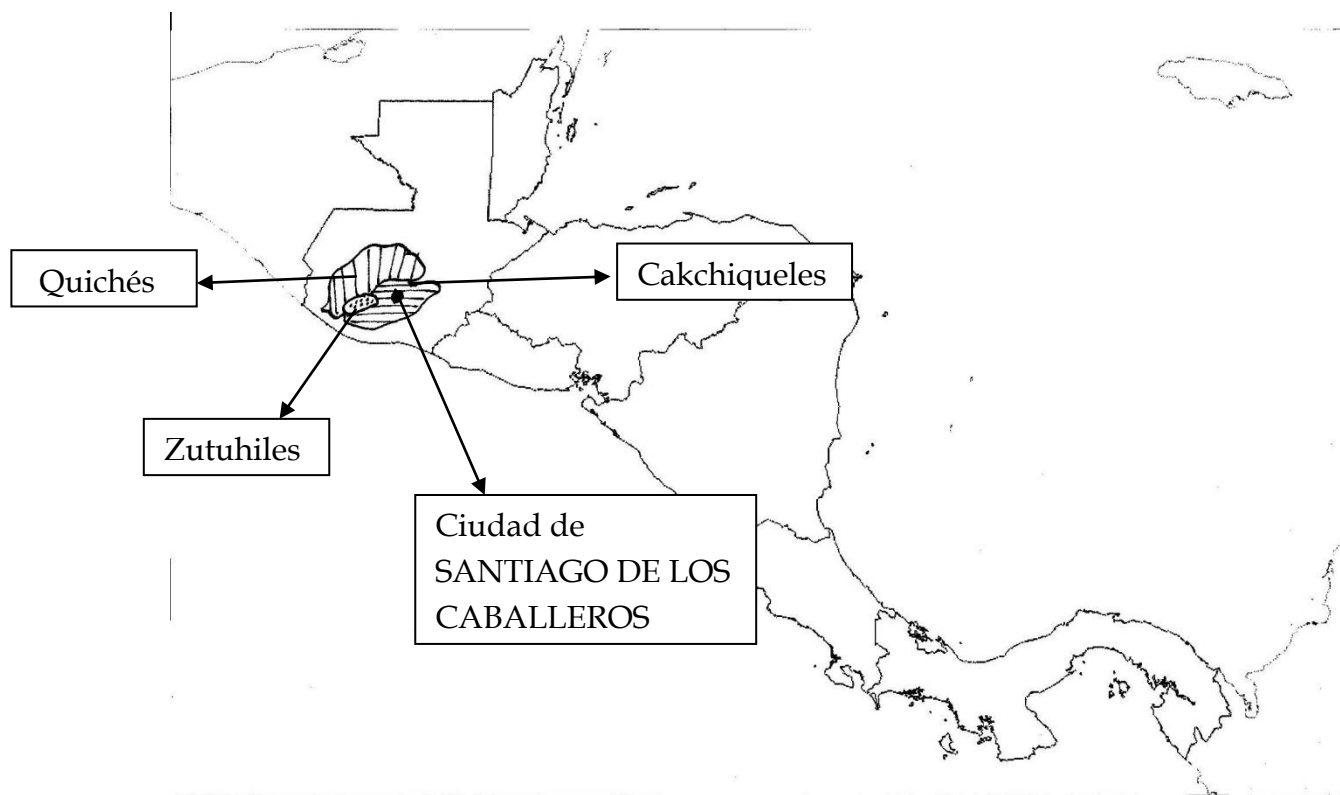 Quichés
Cakchiqueles
Zutuhiles
Ciudad de
SANTIAGO DE LOS
CABALLEROS